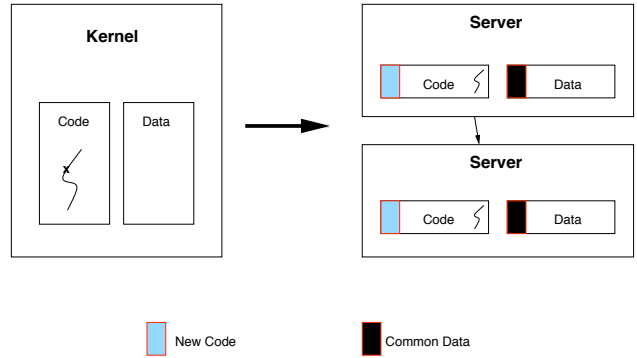 Kernel
Code Data
x
Server
Code Data
Server
Code Data
New Code
Common Data